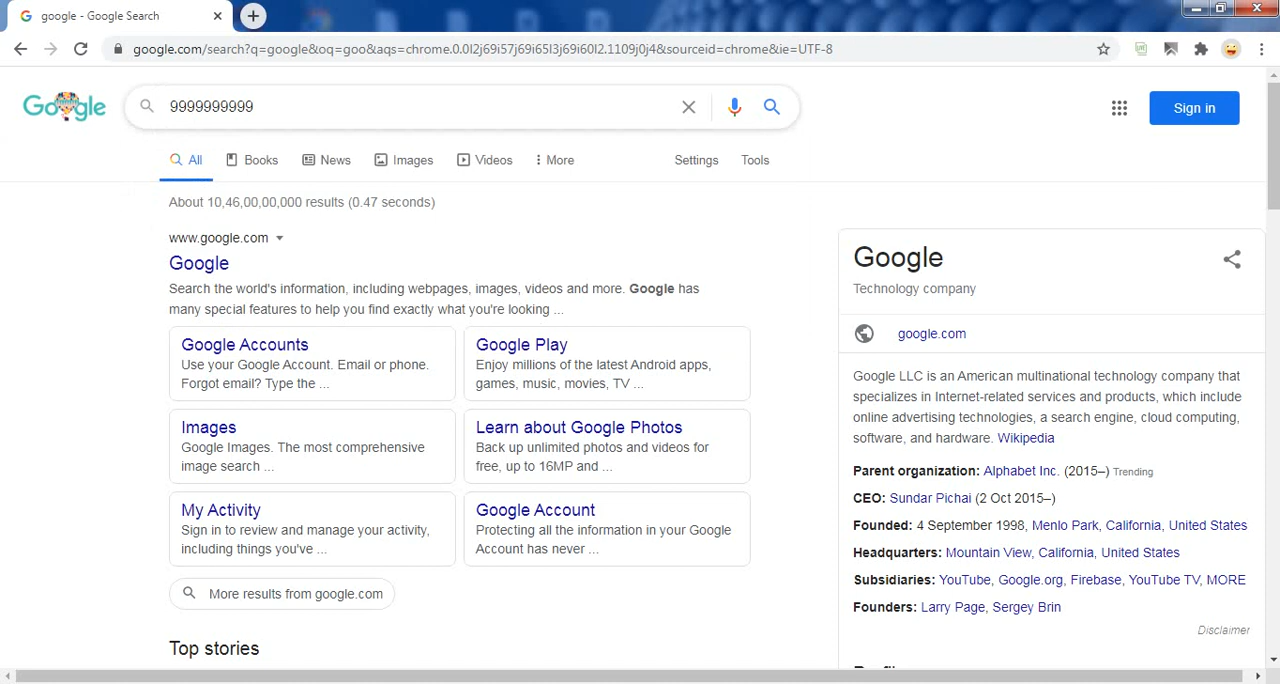 google - Google Search
google.com/search?q=google&oq=goo&aqs=chrome.0.0l2j69i57j69i65l3j69i60l2.1109j0j4&sourceid=chrome&ie=UTF-8
Google
9999999999
Sign in
All
Books
News
Images
Videos
More
Settings
Tools
About 10,46,00,00,000 results (0.47 seconds)
www.google.com
Google
Search the world's information, including webpages, images, videos and more. Google has
many special features to help you find exactly what you're looking ...
Google Accounts
Use your Google Account. Email or phone.
Forgot email? Type the ...
Google Play
Enjoy millions of the latest Android apps,
games, music, movies, TV ...
Images
Google Images. The most comprehensive
image search ...
Learn about Google Photos
Back up unlimited photos and videos for
free, up to 16MP and ...
My Activity
Sign in to review and manage your activity,
including things you've ...
Google Account
Protecting all the information in your Google
Account has never ...
More results from google.com
Top stories
Google
Technology company
google.com
Google LLC is an American multinational technology company that
specializes in Internet-related services and products, which include
online advertising technologies, a search engine, cloud computing,
software, and hardware. Wikipedia
Parent organization: Alphabet Inc. (2015–) Trending
CEO: Sundar Pichai (2 Oct 2015–)
Founded: 4 September 1998, Menlo Park, California, United States
Headquarters: Mountain View, California, United States
Subsidiaries: YouTube, Google.org, Firebase, YouTube TV, MORE
Founders: Larry Page, Sergey Brin
Disclaimer